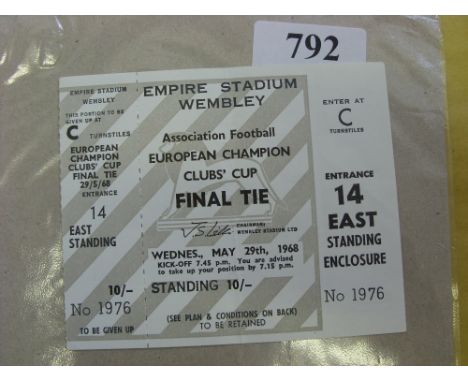 792
EMPIRE STADIUM
WEMBLEY
THIS PORTION TO BE
GIVEN UP AT
C TURNSTILES
EUROPEAN
CHAMPION
CLUBS' CUP
FINAL TIE
29/5/68
ENTRANCE
14
EAST
STANDING
10/–
No 1976
TO BE GIVEN UP
EMPIRE STADIUM
WEMBLEY
Association Football
EUROPEAN CHAMPION
CLUBS' CUP
FINAL TIE
CHAIRMAN:
WEMBLEY STADIUM LTD
WEDNES., MAY 29th, 1968
KICK-OFF 7.45 p.m. You are advised
to take up your position by 7.15 p.m.
STANDING 10/–
(SEE PLAN & CONDITIONS ON BACK)
TO BE RETAINED
ENTER AT
C
TURNSTILES
ENTRANCE
14
EAST
STANDING
ENCLOSURE
No 1976